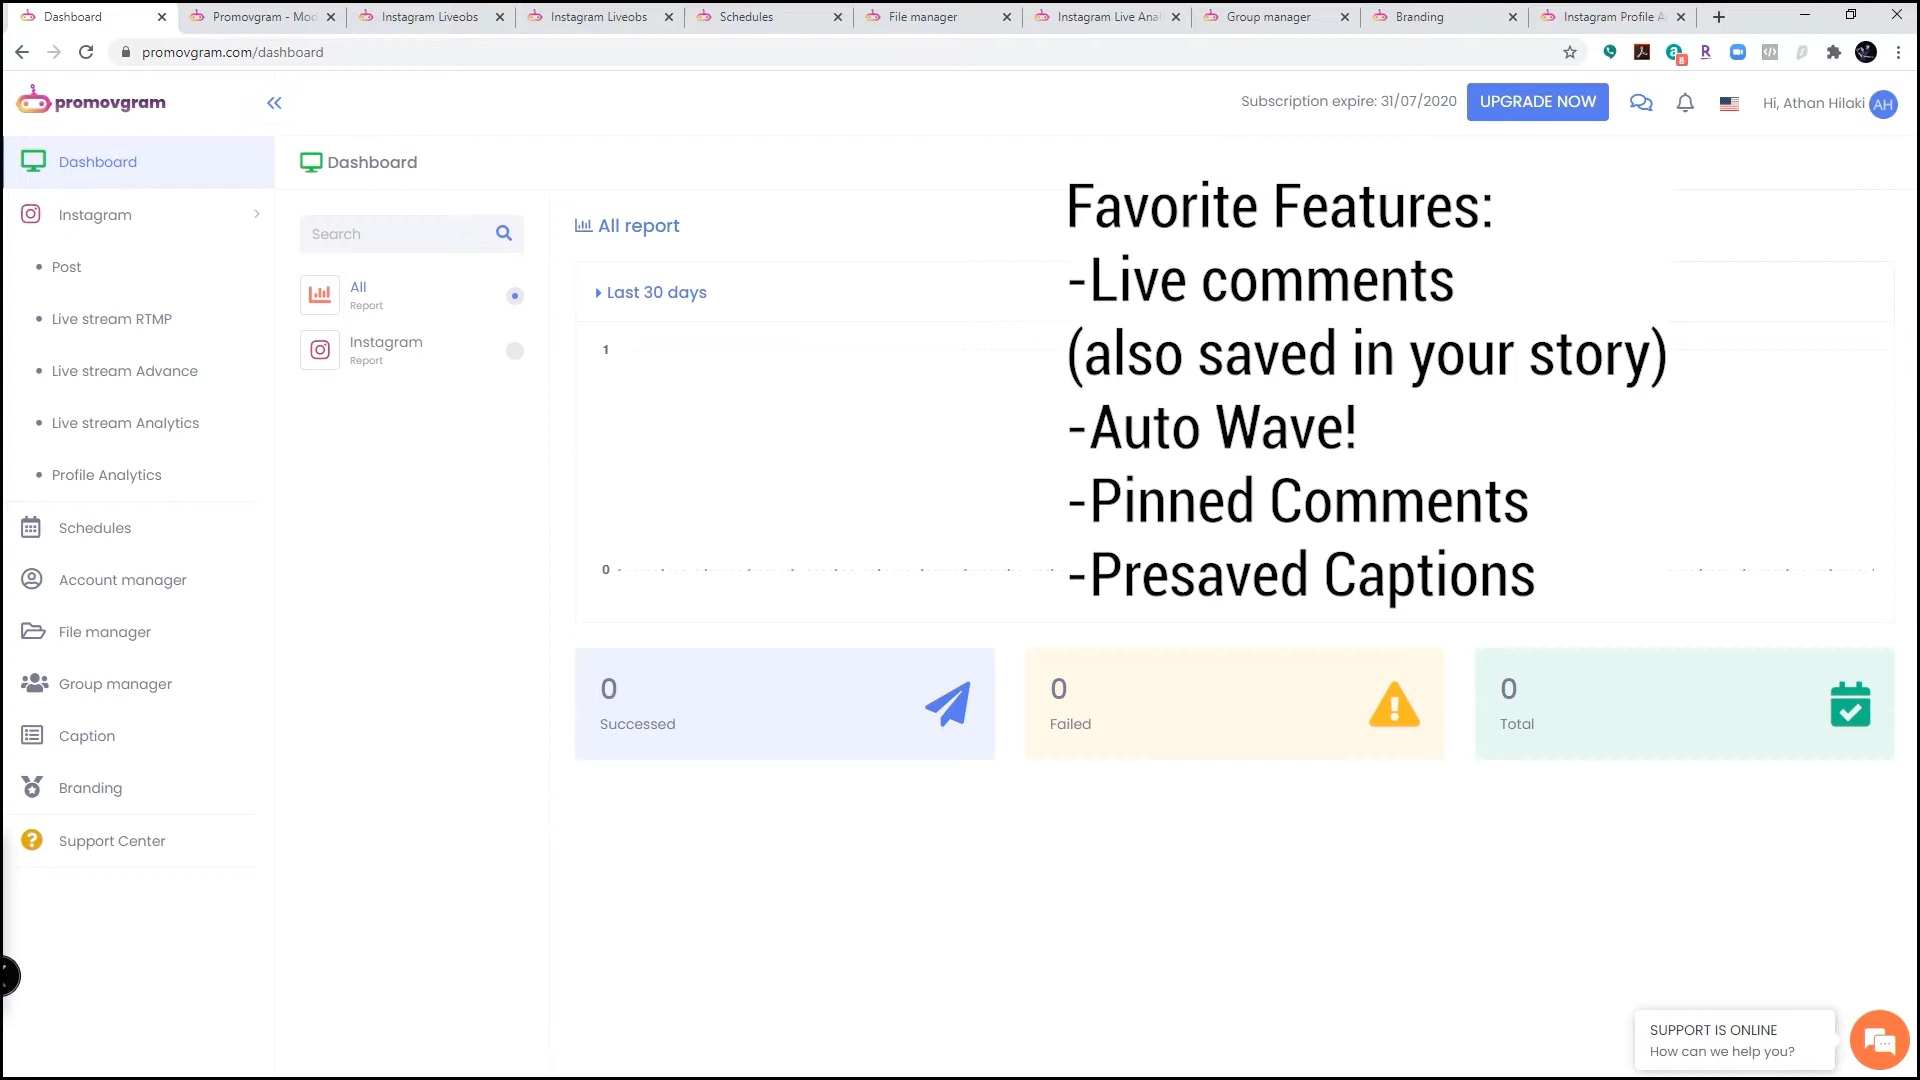 Dashboard
Promovgram - Mod
Instagram Liveobs
Instagram Liveobs
Schedules
File manager
Instagram Live Anal
Group manager
Branding
Instagram Profile A
promovgram.com/dashboard
8
R
promovgram
Subscription expire: 31/07/2020
UPGRADE NOW
Hi, Athan Hilaki
AH
Dashboard
Instagram
Post
Live stream RTMP
Live stream Advance
Live stream Analytics
Profile Analytics
Schedules
Account manager
File manager
Group manager
Caption
Branding
Support Center
Dashboard
Search
All
Report
Instagram
Report
All report
Last 30 days
1
0
Favorite Features:
-Live comments
(also saved in your story)
-Auto Wave!
-Pinned Comments
-Presaved Captions
0
Successed
0
Failed
0
Total
SUPPORT IS ONLINE
How can we help you?